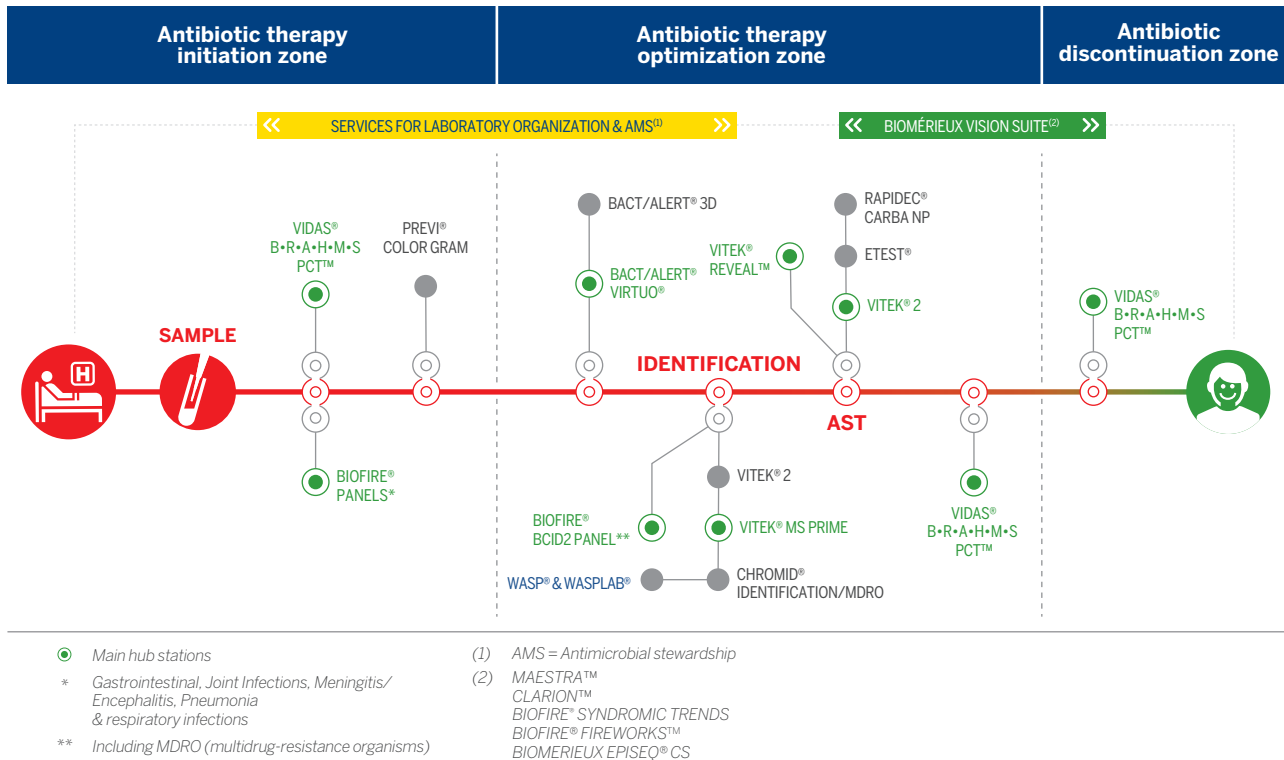 Antibiotic therapy
initiation zone
Antibiotic therapy
optimization zone
Antibiotic
discontinuation zone
SERVICES FOR LABORATORY ORGANIZATION & AMS(1)
BIOMÉRIEUX VISION SUITE(2)
VIDAS®
B•R•A•H•M•S
PCT™
PREVI®
COLOR GRAM
BACT/ALERT® 3D
BACT/ALERT®
VIRTUO®
VITEK®
REVEAL™
RAPIDEC®
CARBA NP
ETEST®
VITEK® 2
VIDAS®
B•R•A•H•M•S
PCT™
SAMPLE
H
IDENTIFICATION
AST
BIOFIRE®
PANELS*
BIOFIRE®
BCID2 PANEL**
VITEK® 2
VITEK® MS PRIME
WASP® & WASPLAB®
CHROMID®
IDENTIFICATION/MDRO
VIDAS®
B•R•A•H•M•S
PCT™
Main hub stations
* Gastrointestinal, Joint Infections, Meningitis/
Encephalitis, Pneumonia
& respiratory infections
** Including MDRO (multidrug-resistance organisms)
(1) AMS = Antimicrobial stewardship
(2) MAESTRA™
CLARION™
BIOFIRE® SYNDROMIC TRENDS
BIOFIRE® FIREWORKS™
BIOMERIEUX EPISEQ® CS